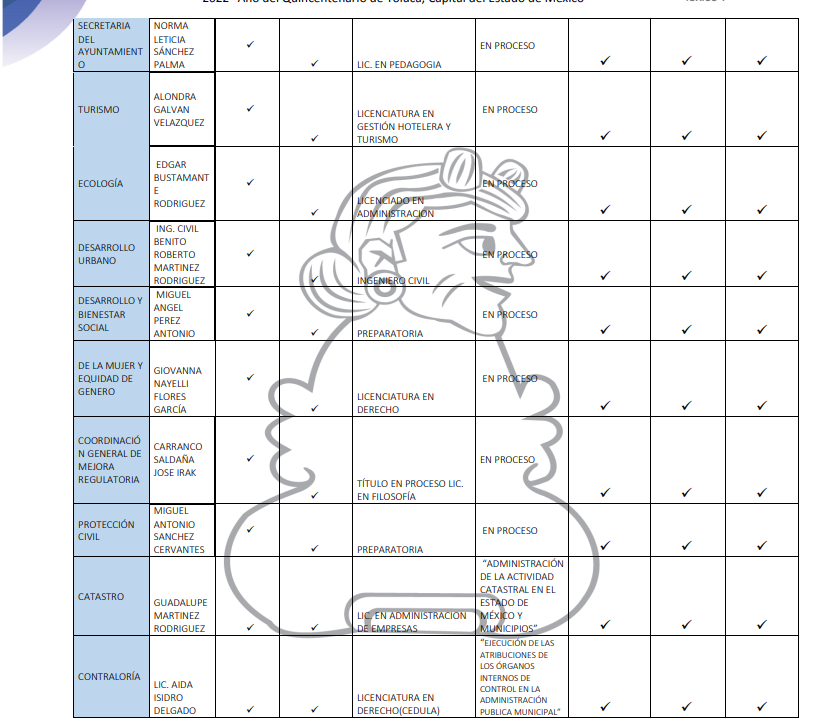 2022 "Año del Quincentenario de Toluca, Capital del Estado de México"
SECRETARIA
DEL
AYUNTAMIENT
O
NORMA
LETICIA
SÁNCHEZ
PALMA
✓
✓
LIC. EN PEDAGOGIA
EN PROCESO
✓
✓
✓
TURISMO
ALONDRA
GALVAN
VELAZQUEZ
✓
✓
LICENCIATURA EN
GESTIÓN HOTELERA Y
TURISMO
EN PROCESO
✓
✓
✓
ECOLOGÍA
EDGAR
BUSTAMANT
E
RODRIGUEZ
✓
✓
LICENCIADO EN
ADMINISTRACIÓN
EN PROCESO
✓
✓
✓
DESARROLLO
URBANO
ING. CIVIL
BENITO
ROBERTO
MARTINEZ
RODRIGUEZ
✓
✓
INGENIERO CIVIL
EN PROCESO
✓
✓
✓
DESARROLLO Y
BIENESTAR
SOCIAL
MIGUEL
ANGEL
PEREZ
ANTONIO
✓
✓
PREPARATORIA
EN PROCESO
✓
✓
✓
DE LA MUJER Y
EQUIDAD DE
GENERO
GIOVANNA
NAYELLI
FLORES
GARCÍA
✓
✓
LICENCIATURA EN
DERECHO
EN PROCESO
✓
✓
✓
COORDINACIÓ
N GENERAL DE
MEJORA
REGULATORIA
CARRANCO
SALDAÑA
JOSE IRAK
✓
✓
TÍTULO EN PROCESO LIC.
EN FILOSOFÍA
EN PROCESO
✓
✓
✓
PROTECCIÓN
CIVIL
MIGUEL
ANTONIO
SANCHEZ
CERVANTES
✓
✓
PREPARATORIA
EN PROCESO
✓
✓
✓
CATASTRO
GUADALUPE
MARTINEZ
RODRIGUEZ
✓
✓
LIC. EN ADMINISTRACION
DE EMPRESAS
"ADMINISTRACIÓN
DE LA ACTIVIDAD
CATASTRAL EN EL
ESTADO DE
MÉXICO Y
MUNICIPIOS"
✓
✓
✓
CONTRALORÍA
LIC. AIDA
ISIDRO
DELGADO
✓
✓
LICENCIATURA EN
DERECHO(CEDULA)
"EJECUCIÓN DE LAS
ATRIBUCIONES DE
LOS ÓRGANOS
INTERNOS DE
CONTROL EN LA
ADMINISTRACIÓN
PUBLICA MUNICIPAL"
✓
✓
✓